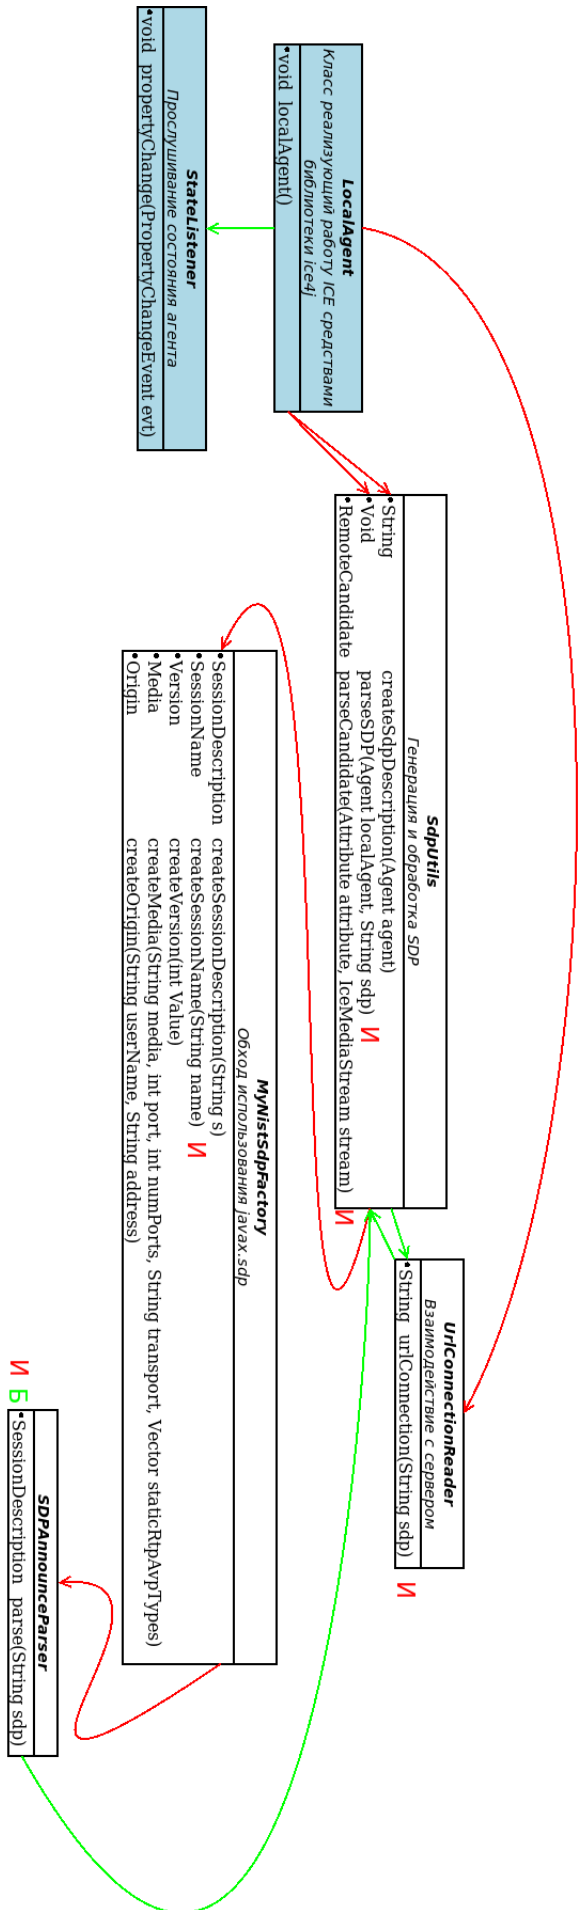 LocalAgent
Класс реализующий работу ICE средствами
библиотеки ice4j
•void localAgent()
StateListener
Прослушивание состояния агента
•void propertyChange(PropertyChangeEvent evt)
SdpUtils
Генерация и обработка SDP
•String createSdpDescription(Agent agent)
•Void parseSDP(Agent localAgent, String sdp) И
•RemoteCandidate parseCandidate(Attribute attribute, IceMediaStream stream) И
UrlConnectionReader
Взаимодействие с сервером
•String urlConnection(String sdp) И
MyNistSdpFactory
Обход использования javax.sdp
•SessionDescription createSessionDescription(String s)
•SessionName createSessionName(String name) И
•Version createVersion(int Value)
•Media createMedia(String media, int port, int numPorts, String transport, Vector staticRtpAvpTypes)
•Origin createOrigin(String userName, String address)
SDPAnnounceParser
•SessionDescription parse(String sdp)
Б
И